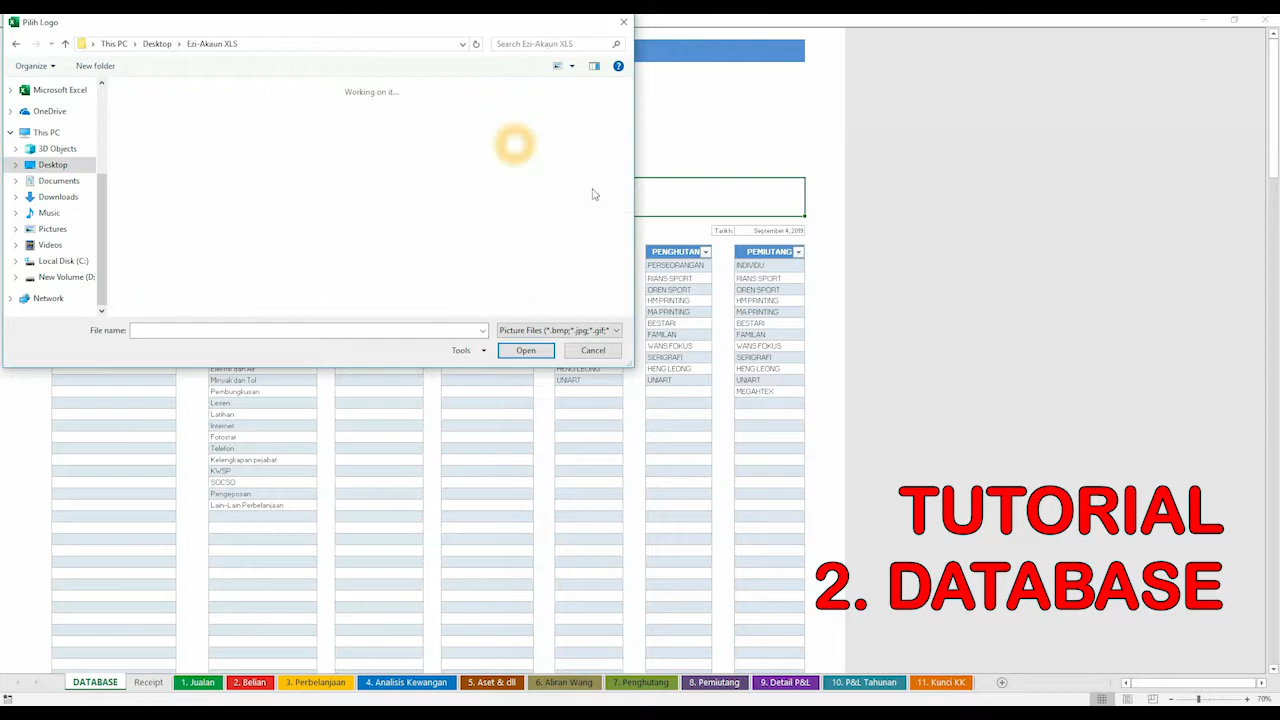 Pilih Logo
This PC > Desktop > Ezi-Akaun XLS
Search Ezi-Akaun XLS
Organize
New folder
Working on it...
Microsoft Excel
OneDrive
This PC
3D Objects
Desktop
Documents
Downloads
Music
Pictures
Videos
Local Disk (C:)
New Volume (D:
Network
File name:
Picture Files (*.bmp;*.jpg;*.gif;*
Tools
Open
Cancel
Tarikh:
September 4, 2019
PENGHUTAN
PERSEORANGAN
RIANS SPORT
OREN SPORT
HM PRINTING
MA PRINTING
BESTARI
FAMILAN
WANS FOKUS
SERIGRAFI
HENG LEONG
UNIART
PEMIUTANG
INDIVIDU
RIANS SPORT
OREN SPORT
HM PRINTING
MA PRINTING
BESTARI
FAMILAN
WANS FOKUS
SERIGRAFI
HENG LEONG
UNIART
MEGAHTEX
Minyak dan Tol
Pembungkusan
Lesen
Latihan
Internet
Fotostat
Telefon
Kelengkapan pejabat
KWSP
SOCSO
Pengeposan
Lain-Lain Perbelanjaan
HENG LEONG
UNIART
TUTORIAL
2. DATABASE
DATABASE
Receipt
1. Jualan
2. Belian
3. Perbelanjaan
4. Analisis Kewangan
5. Aset & dll
6. Aliran Wang
7. Penghutang
8. Pemiutang
9. Detail P&L
10. P&L Tahunan
11. Kunci KK
70%